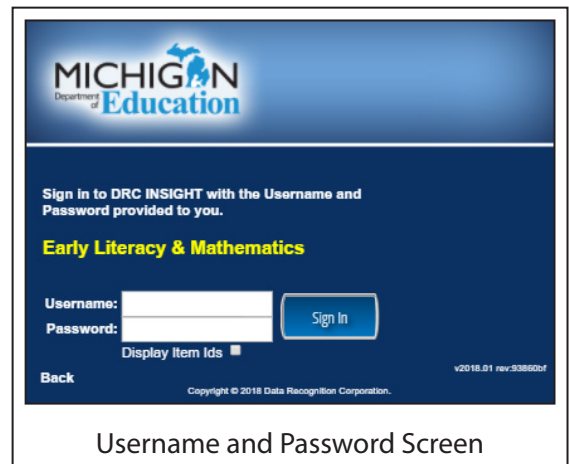 MICHIGAN
Department of Education
Sign in to DRC INSIGHT with the Username and
Password provided to you.
Early Literacy & Mathematics
Username:
Sign In
Password:
Display Item Ids
Back
v2018.01 rev:93860bf
Copyright © 2018 Data Recognition Corporation.
Username and Password Screen